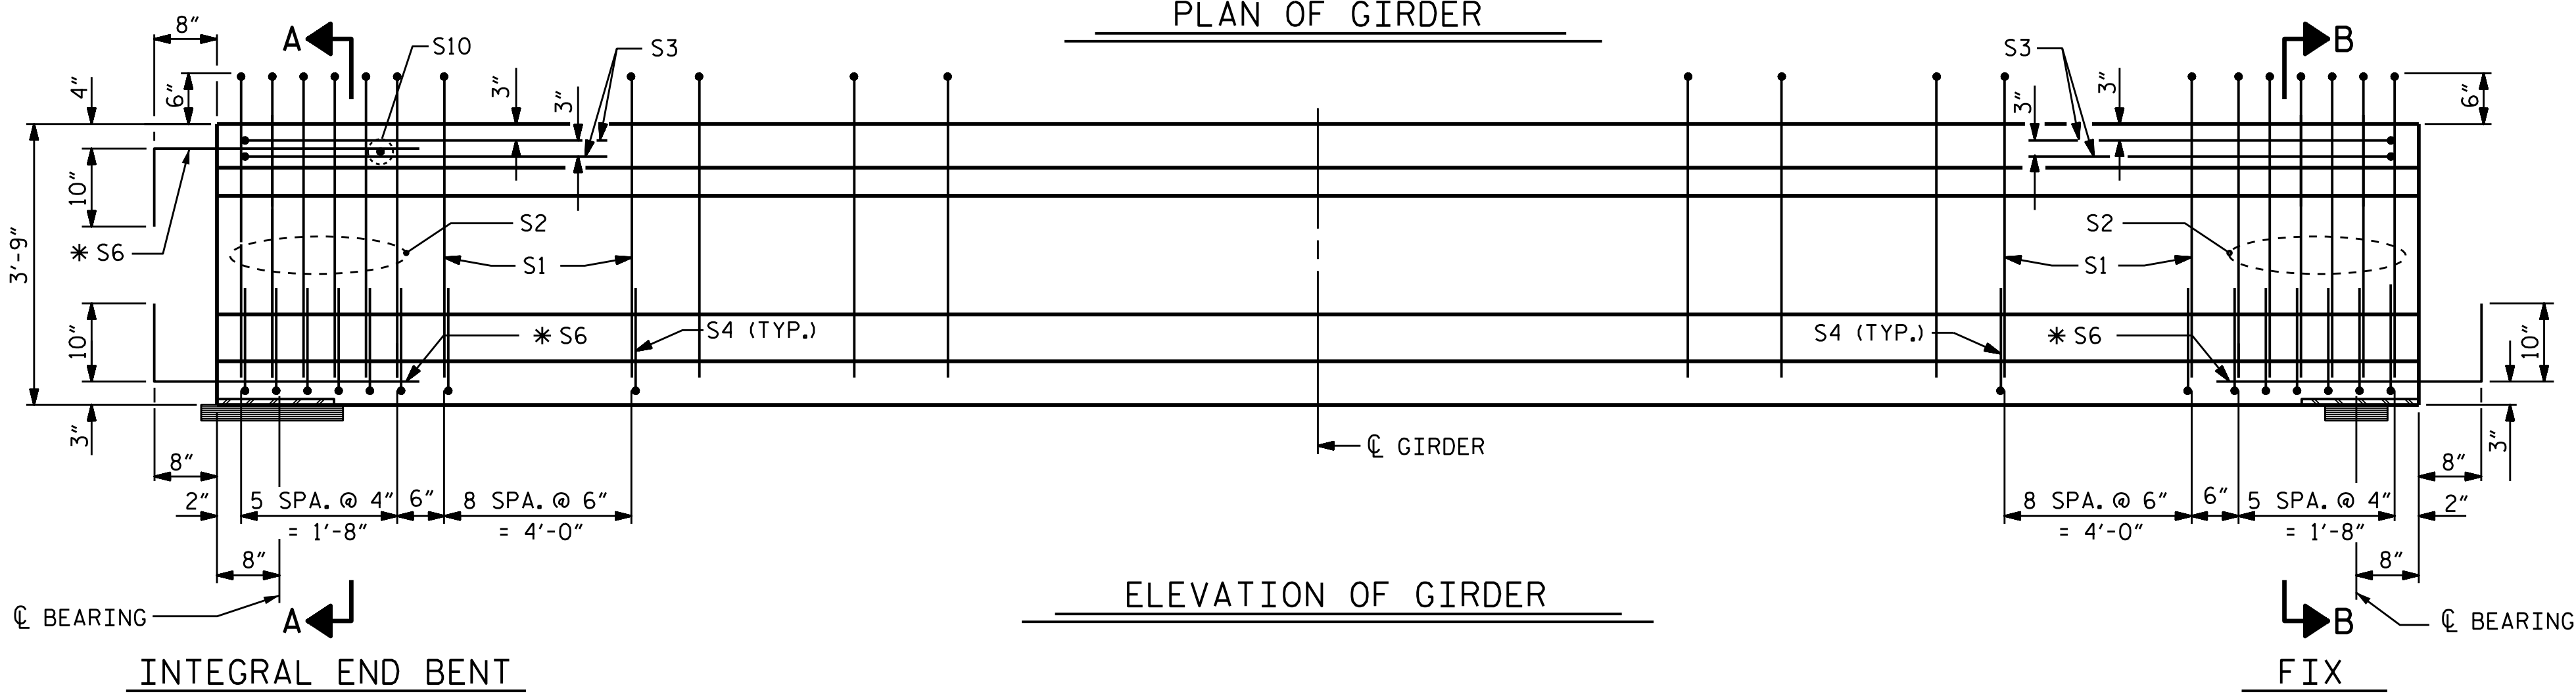 PLAN OF GIRDER
8" A S10 S3 S3 B
4" 6" 3" 3" 3" 3" 6"
10" 3'-9"
* S6 S2 S2
S1 S1
10" * S6 S4 (TYP.) S4 (TYP.) * S6 10"
3" ℄ GIRDER 3"
8" 8"
2" 5 SPA. @ 4" 6" 8 SPA. @ 6" 8 SPA. @ 6" 6" 5 SPA. @ 4" 2"
= 1'-8" = 4'-0" = 4'-0" = 1'-8"
8" 8"
ELEVATION OF GIRDER
℄ BEARING A B ℄ BEARING
INTEGRAL END BENT FIX